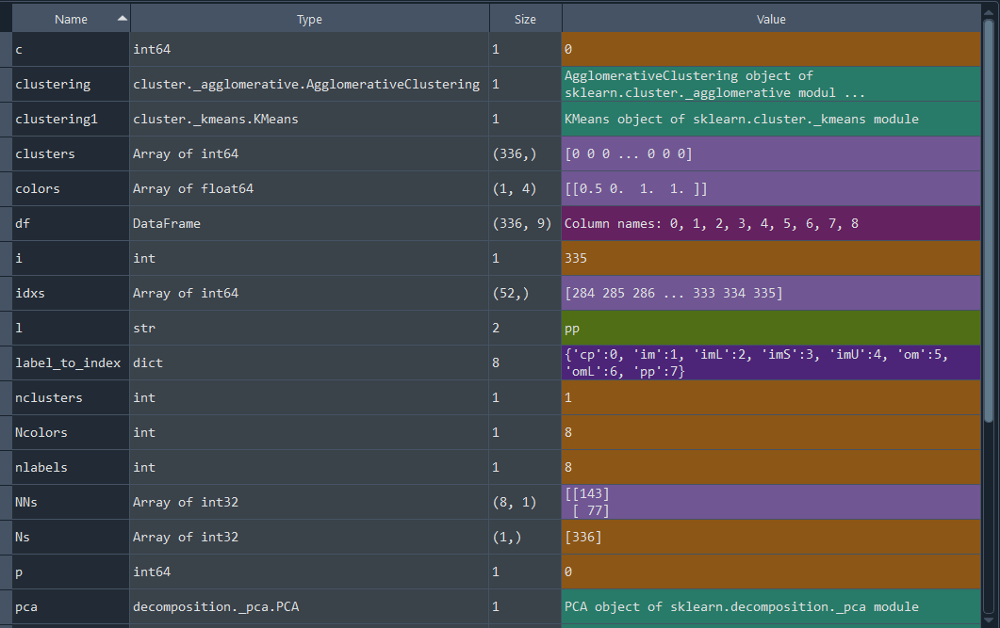 Name Type Size Value
c int64 1 0
clustering cluster._agglomerative.AgglomerativeClustering 1 AgglomerativeClustering object of
sklearn.cluster._agglomerative modul ...
clustering1 cluster._kmeans.KMeans 1 KMeans object of sklearn.cluster._kmeans module
clusters Array of int64 (336,) [0 0 0 ... 0 0 0]
colors Array of float64 (1, 4) [[0.5 0.  1.  1. ]]
df DataFrame (336, 9) Column names: 0, 1, 2, 3, 4, 5, 6, 7, 8
i int 1 335
idxs Array of int64 (52,) [284 285 286 ... 333 334 335]
l str 2 pp
label_to_index dict 8 {'cp':0, 'im':1, 'imL':2, 'imS':3, 'imU':4, 'om':5,
'omL':6, 'pp':7}
nclusters int 1 1
Ncolors int 1 8
nlabels int 1 8
NNs Array of int32 (8, 1) [[143]
[ 77]
Ns Array of int32 (1,) [336]
p int64 1 0
pca decomposition._pca.PCA 1 PCA object of sklearn.decomposition._pca module